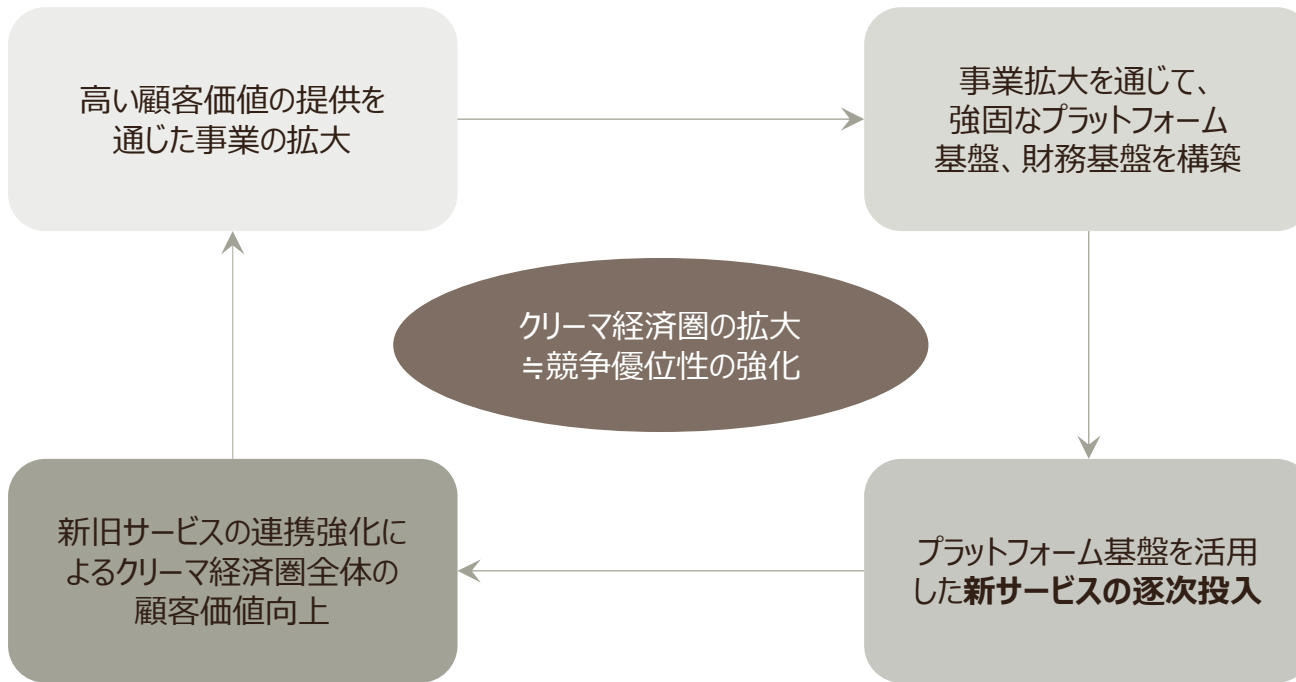 高い顧客価値の提供を
通じた事業の拡大
事業拡大を通じて、
強固なプラットフォーム
基盤、財務基盤を構築
クリーマ経済圏の拡大
≒競争優位性の強化
新旧サービスの連携強化に
よるクリーマ経済圏全体の
顧客価値向上
プラットフォーム基盤を活用
した新サービスの逐次投入